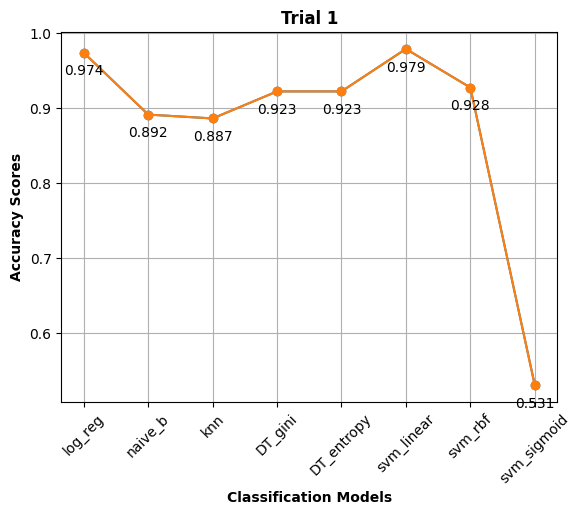 Trial 1
Accuracy Scores
1.0
0.9
0.8
0.7
0.6
0.974
0.892
0.887
0.923
0.923
0.979
0.928
0.531
log_reg
naive_b
knn
DT_gini
DT_entropy
svm_linear
svm_rbf
svm_sigmoid
Classification Models